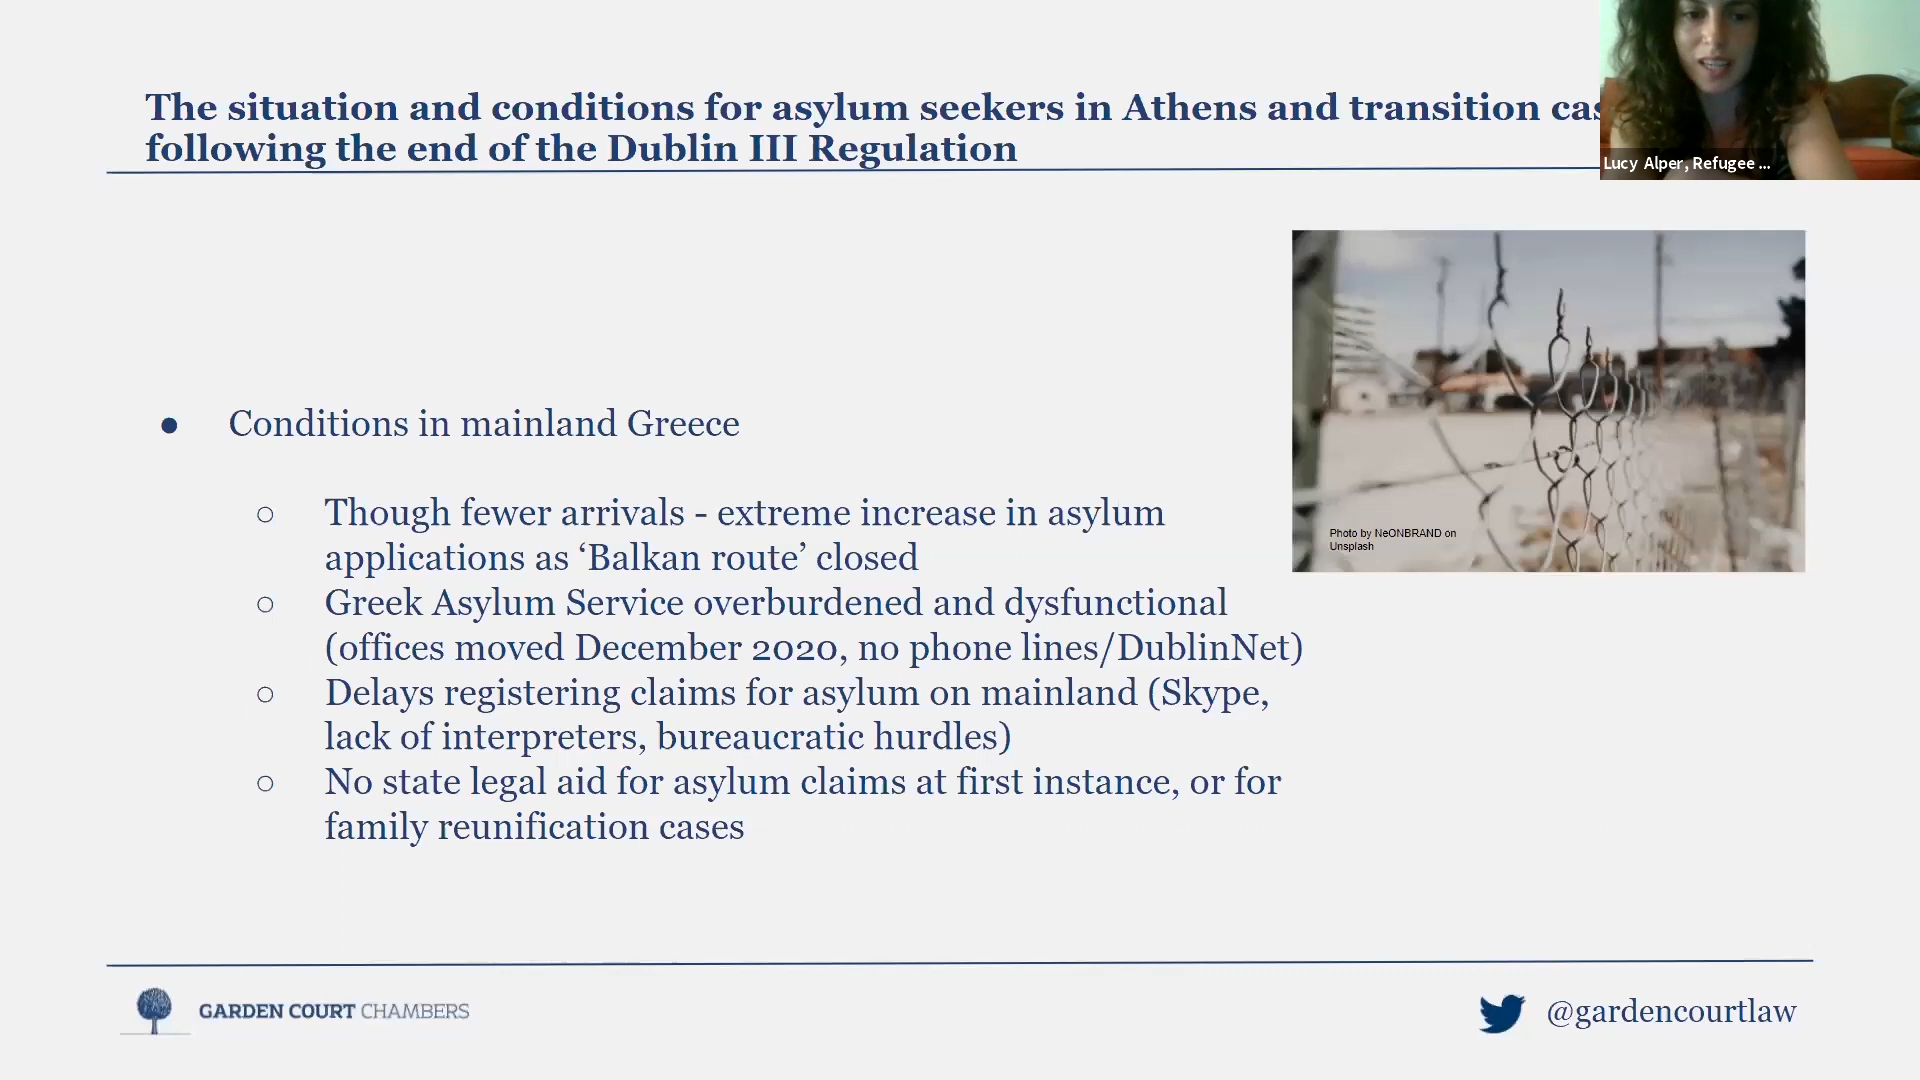 The situation and conditions for asylum seekers in Athens and transition
following the end of the Dublin III Regulation
Lucy Alper, Refugee ...
● Conditions in mainland Greece
○ Though fewer arrivals - extreme increase in asylum
applications as ‘Balkan route’ closed
○ Greek Asylum Service overburdened and dysfunctional
(offices moved December 2020, no phone lines/DublinNet)
○ Delays registering claims for asylum on mainland (Skype,
lack of interpreters, bureaucratic hurdles)
○ No state legal aid for asylum claims at first instance, or for
family reunification cases
Photo by NeONBRAND on
Unsplash
GARDEN COURT CHAMBERS
@gardencourtlaw